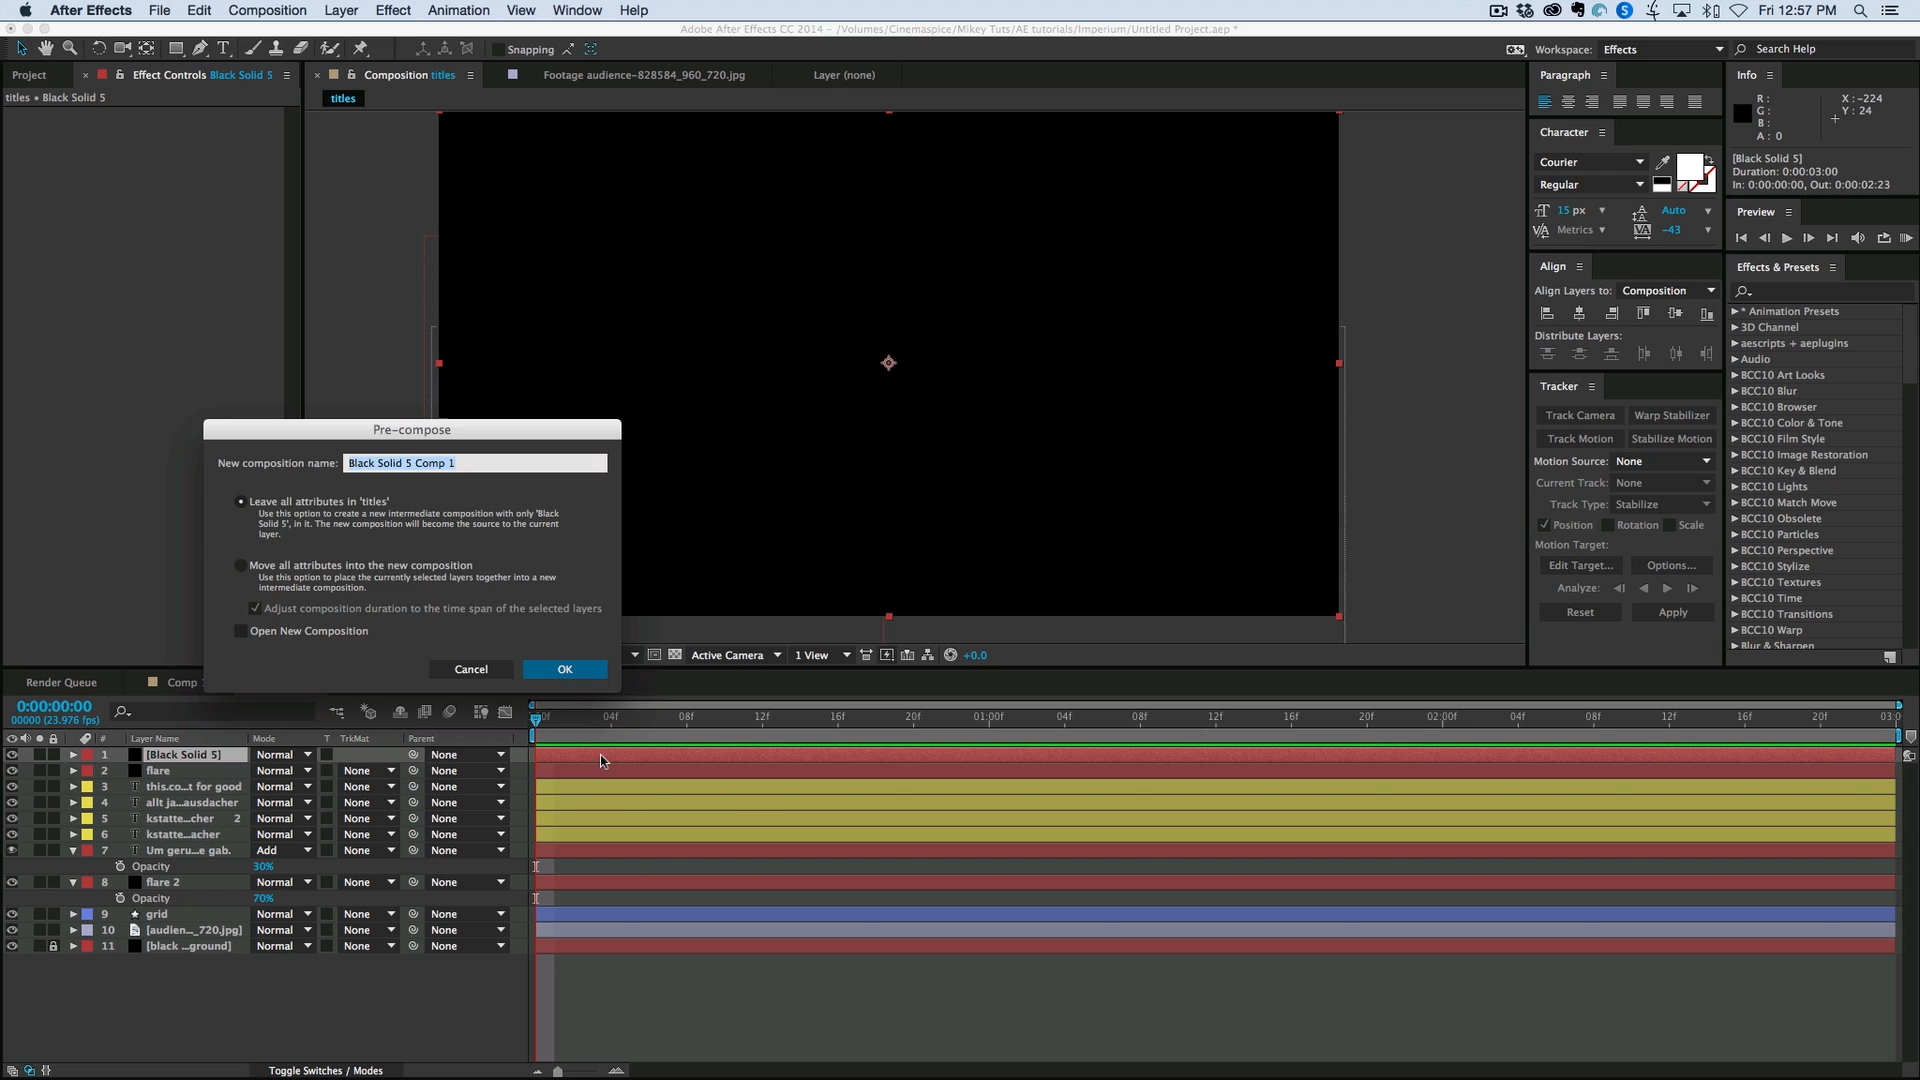 After Effects File Edit Composition Layer Effect Animation View Window Help Fri 12:57 PM
Adobe After Effects CC 2014 - /Volumes/Cinemaspice/Mikey Tuts/AE tutorials/Imperium/Untitled Project.aep *
Snapping Workspace: Effects Search Help
Project Effect Controls Black Solid 5 Composition titles Footage audience-828584_960_720.jpg Layer (none) Paragraph Info
titles • Black Solid 5 titles
R: G: B: A: 0 X: -224 Y: 24
Character
Courier
Regular
[Black Solid 5]
Duration: 0:00:03:00
In: 0:00:00:00, Out: 0:00:02:23
15 px Auto
Metrics -43
Preview
Align
Align Layers to: Composition
Distribute Layers:
Effects & Presets
* Animation Presets
3D Channel
aescripts + aeplugins
Audio
BCC10 Art Looks
BCC10 Blur
BCC10 Browser
BCC10 Color & Tone
BCC10 Film Style
BCC10 Image Restoration
BCC10 Key & Blend
BCC10 Lights
BCC10 Match Move
BCC10 Obsolete
BCC10 Particles
BCC10 Perspective
BCC10 Stylize
BCC10 Textures
BCC10 Time
BCC10 Transitions
BCC10 Warp
Blur & Sharpen
Tracker
Track Camera Warp Stabilizer
Track Motion Stabilize Motion
Motion Source: None
Current Track: None
Track Type: Stabilize
Position Rotation Scale
Motion Target:
Edit Target... Options...
Analyze:
Reset Apply
Pre-compose
New composition name: Black Solid 5 Comp 1
Leave all attributes in 'titles'
Use this option to create a new intermediate composition with only 'Black
Solid 5', in it. The new composition will become the source to the current
layer.
Move all attributes into the new composition
Use this option to place the currently selected layers together into a new
intermediate composition.
Adjust composition duration to the time span of the selected layers
Open New Composition
Cancel OK
Active Camera 1 View +0.0
Render Queue Comp
0:00:00:00
00000 (23.976 fps)
04f 08f 12f 16f 20f 01:00f 04f 08f 12f 16f 20f 02:00f 04f 08f 12f 16f 20f 03:0
# Layer Name Mode T TrkMat Parent
1 [Black Solid 5] Normal None
2 flare Normal None None
3 this.co...t for good Normal None None
4 allt ja...ausdacher Normal None None
5 kstatte...cher 2 Normal None None
6 kstatte...acher Normal None None
7 Um geru...e gab. Add None None
Opacity 30%
8 flare 2 Normal None None
Opacity 70%
9 grid Normal None None
10 [audien..._720.jpg] Normal None None
11 [black ...ground] Normal None None
Toggle Switches / Modes